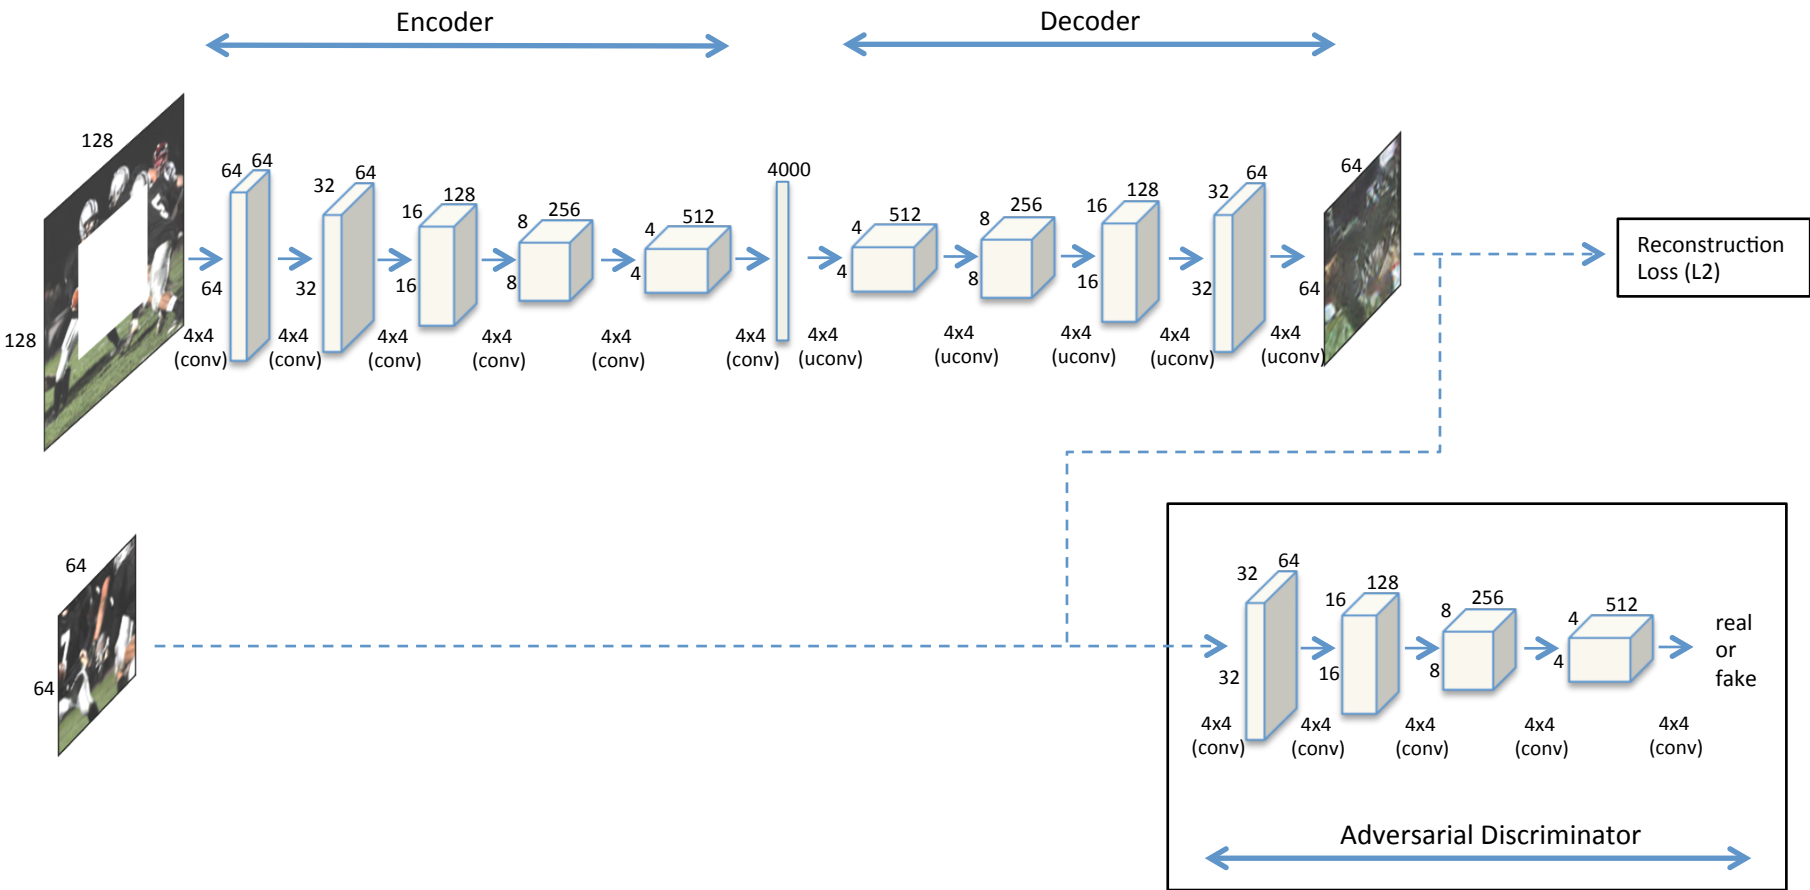 Encoder
Decoder
128
128
64
64
64
4x4
(conv)
32
64
32
4x4
(conv)
16
128
16
4x4
(conv)
8
256
8
4x4
(conv)
4
512
4
4x4
(conv)
4000
4x4
(conv)
4x4
(uconv)
4
512
4
8
256
8
4x4
(uconv)
16
128
16
4x4
(uconv)
32
64
32
4x4
(uconv)
64
64
4x4
(uconv)
Reconstruction
Loss (L2)
64
64
32
64
32
4x4
(conv)
16
128
16
4x4
(conv)
8
256
8
4x4
(conv)
4
512
4
4x4
(conv)
4x4
(conv)
real
or
fake
Adversarial Discriminator